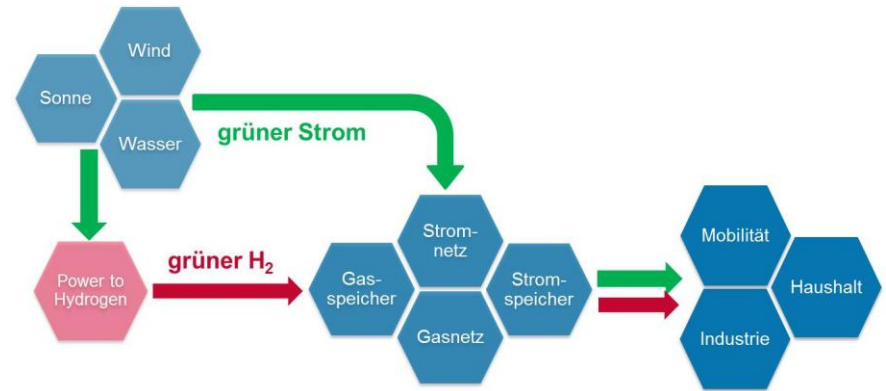 Wind
Sonne
Wasser
grüner Strom
Power to
Hydrogen
grüner H₂
Strom-
netz
Gas-
speicher
Strom-
speicher
Gasnetz
Mobilität
Haushalt
Industrie